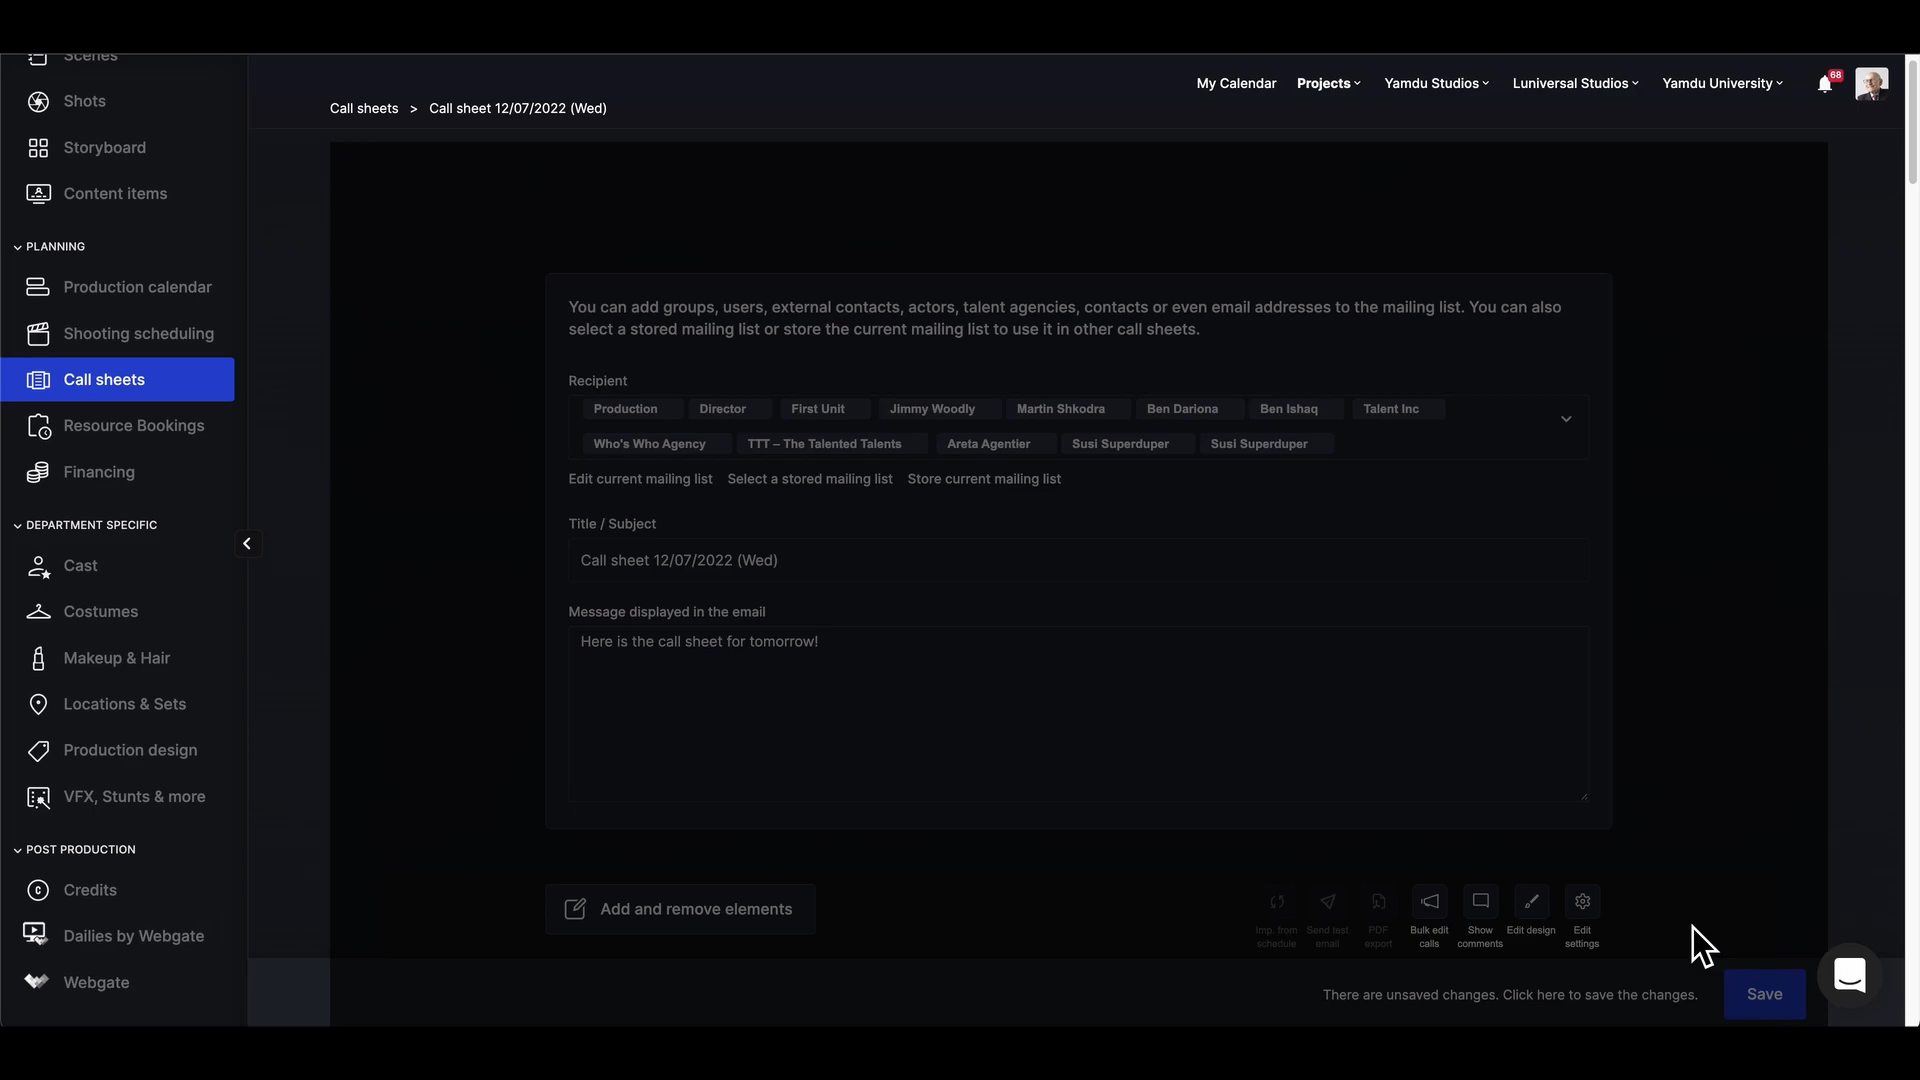 Scenes
Shots
Storyboard
Content items
PLANNING
Production calendar
Shooting scheduling
Call sheets
Resource Bookings
Financing
DEPARTMENT SPECIFIC
Cast
Costumes
Makeup & Hair
Locations & Sets
Production design
VFX, Stunts & more
POST PRODUCTION
Credits
Dailies by Webgate
Webgate
My Calendar Projects Yamdu Studios Luniversal Studios Yamdu University 68
Call sheets > Call sheet 12/07/2022 (Wed)
You can add groups, users, external contacts, actors, talent agencies, contacts or even email addresses to the mailing list. You can also
select a stored mailing list or store the current mailing list to use it in other call sheets.
Recipient
Production Director First Unit Jimmy Woodly Martin Shkodra Ben Dariona Ben Ishaq Talent Inc
Who's Who Agency TTT – The Talented Talents Areta Agentier Susi Superduper Susi Superduper
Edit current mailing list Select a stored mailing list Store current mailing list
Title / Subject
Call sheet 12/07/2022 (Wed)
Message displayed in the email
Here is the call sheet for tomorrow!
Add and remove elements
Imp. from schedule
Send test email
PDF export
Bulk edit calls
Show comments
Edit design
Edit settings
There are unsaved changes. Click here to save the changes.
Save